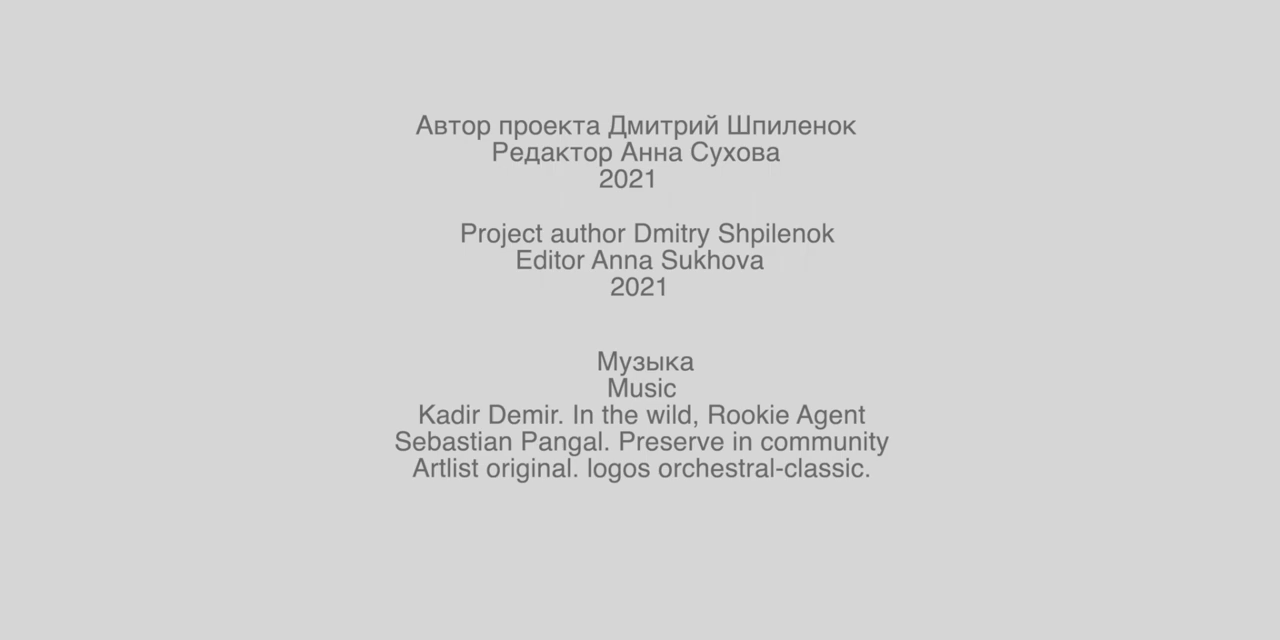 Автор проекта Дмитрий Шпиленок
Редактор Анна Сухова
2021
Project author Dmitry Shpilenok
Editor Anna Sukhova
2021
Музыка
Music
Kadir Demir. In the wild, Rookie Agent
Sebastian Pangal. Preserve in community
Artlist original. logos orchestral-classic.